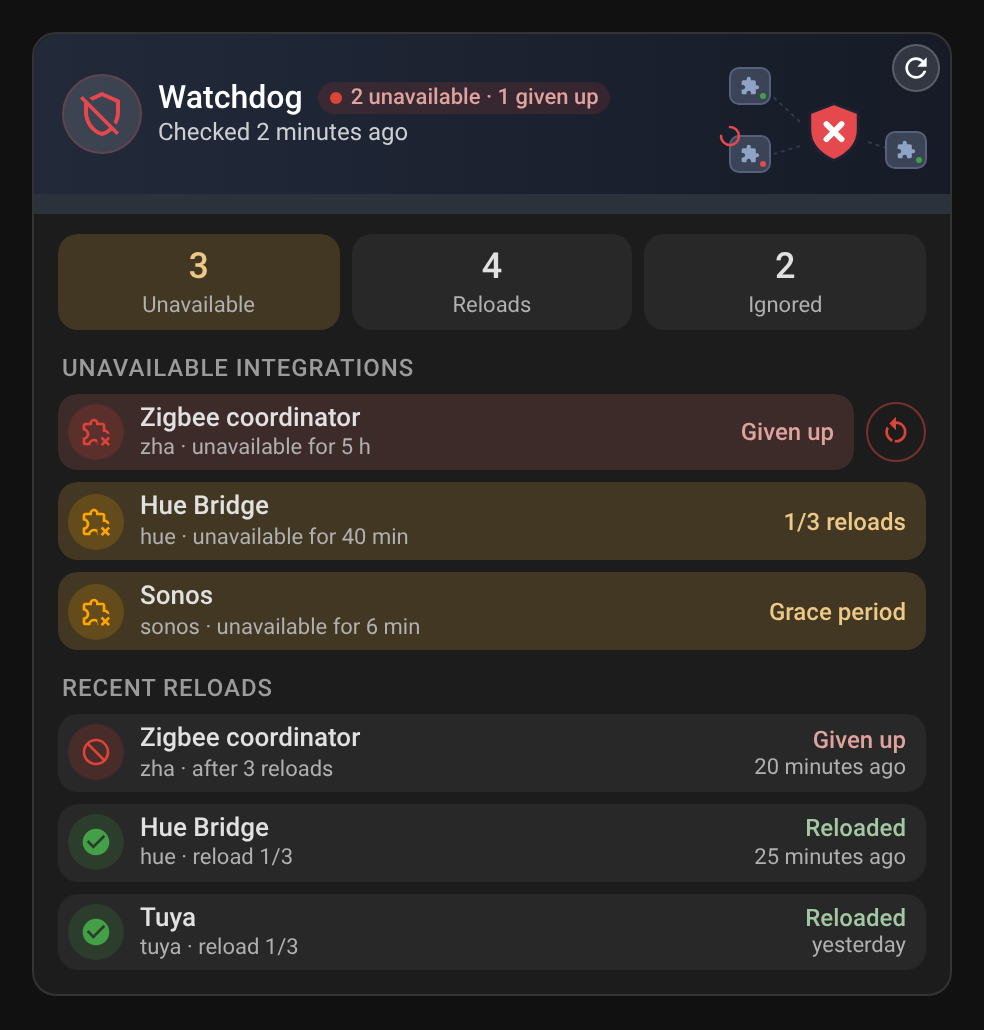 Watchdog
2 unavailable · 1 given up
Checked 2 minutes ago
3
Unavailable
4
Reloads
2
Ignored
UNAVAILABLE INTEGRATIONS
Zigbee coordinator
zha · unavailable for 5 h
Given up
Hue Bridge
hue · unavailable for 40 min
1/3 reloads
Sonos
sonos · unavailable for 6 min
Grace period
RECENT RELOADS
Zigbee coordinator
zha · after 3 reloads
Given up
20 minutes ago
Hue Bridge
hue · reload 1/3
Reloaded
25 minutes ago
Tuya
tuya · reload 1/3
Reloaded
yesterday